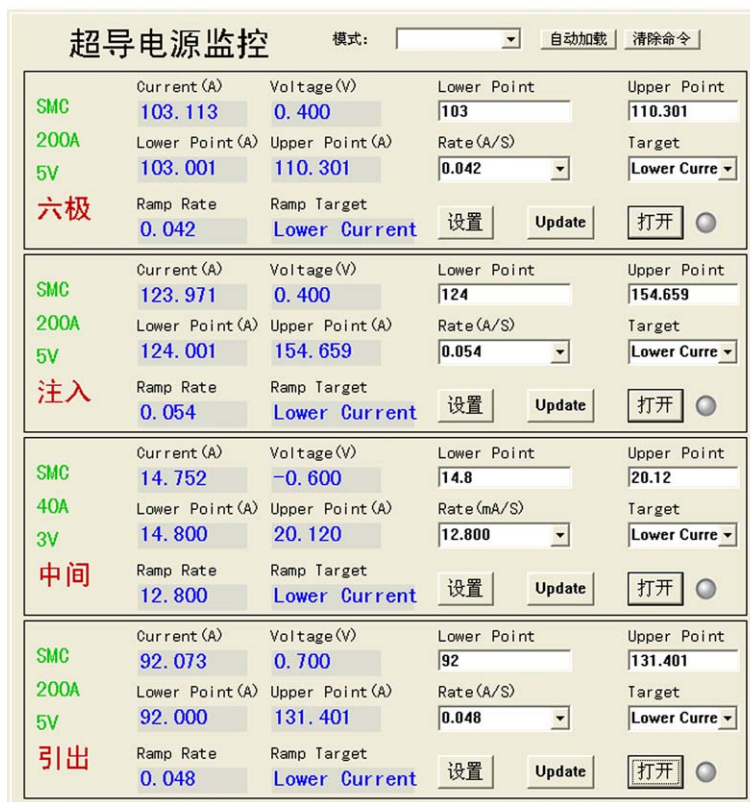 超导电源监控 模式: 自动加载 清除命令
Current(A) Voltage(V) Lower Point Upper Point
SMC 103.113 0.400 103 110.301
200A Lower Point(A) Upper Point(A) Rate(A/S) Target
5V 103.001 110.301 0.042 Lower Curre
六极 Ramp Rate Ramp Target 设置 Update 打开
0.042 Lower Current
Current(A) Voltage(V) Lower Point Upper Point
SMC 123.971 0.400 124 154.659
200A Lower Point(A) Upper Point(A) Rate(A/S) Target
5V 124.001 154.659 0.054 Lower Curre
注入 Ramp Rate Ramp Target 设置 Update 打开
0.054 Lower Current
Current(A) Voltage(V) Lower Point Upper Point
SMC 14.752 -0.600 14.8 20.12
40A Lower Point(A) Upper Point(A) Rate(mA/S) Target
3V 14.800 20.120 12.800 Lower Curre
中间 Ramp Rate Ramp Target 设置 Update 打开
12.800 Lower Current
Current(A) Voltage(V) Lower Point Upper Point
SMC 92.073 0.700 92 131.401
200A Lower Point(A) Upper Point(A) Rate(A/S) Target
5V 92.000 131.401 0.048 Lower Curre
引出 Ramp Rate Ramp Target 设置 Update 打开
0.048 Lower Current